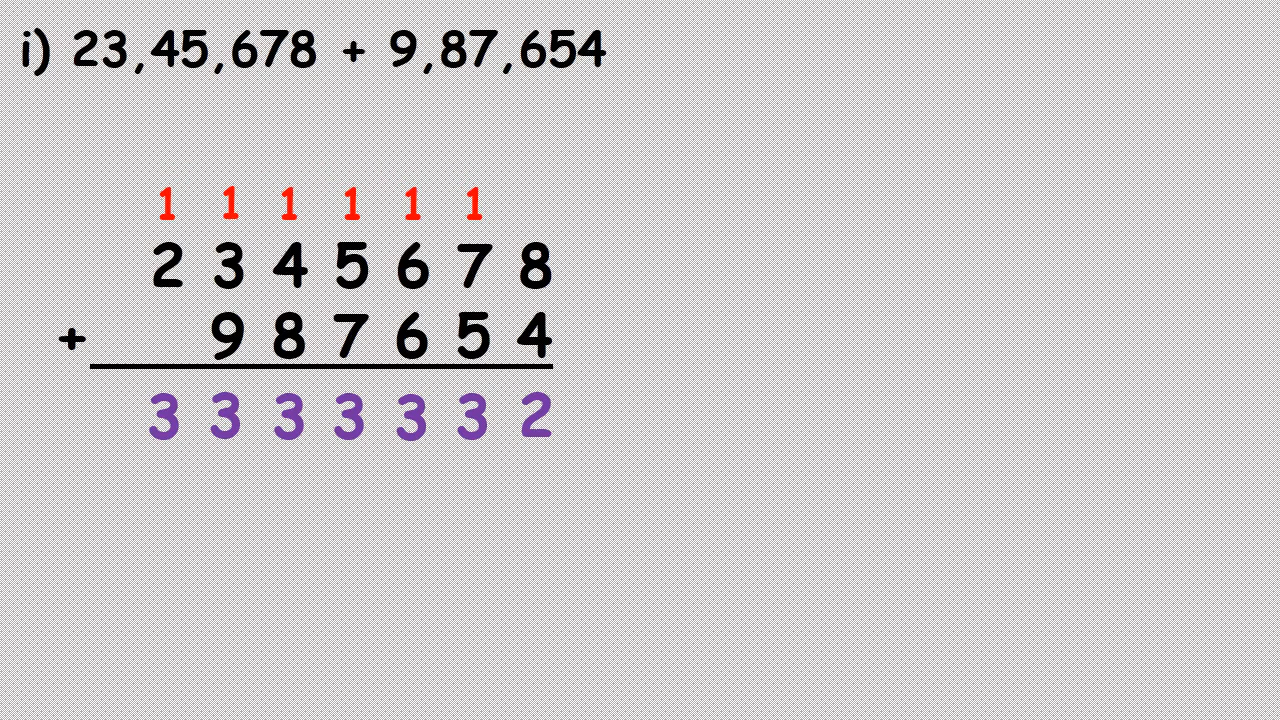 i) 23,45,678 + 9,87,654
1 1 1 1 1 1
2 3 4 5 6 7 8
+ 9 8 7 6 5 4
3 3 3 3 3 3 2